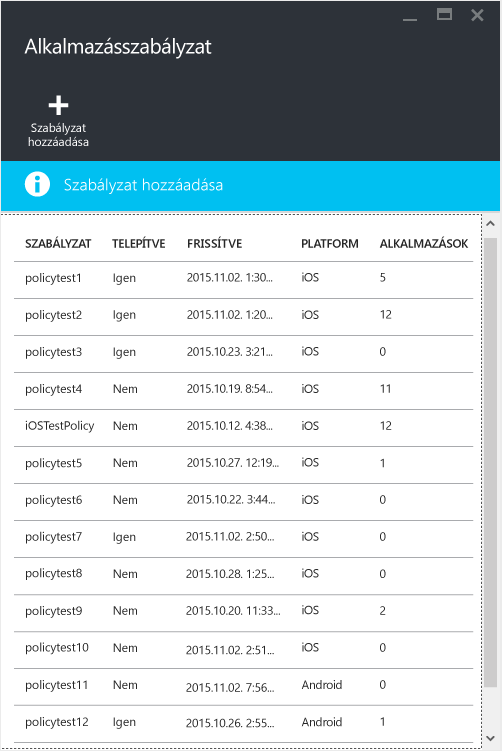 Alkalmazásszabályzat
Szabályzat
hozzáadása
Szabályzat hozzáadása
SZABÁLYZAT TELEPÍTVE FRISSÍTVE PLATFORM ALKALMAZÁSOK
policytest1 Igen 2015.11.02. 1:30... iOS 5
policytest2 Igen 2015.11.02. 1:20... iOS 12
policytest3 Igen 2015.10.23. 3:21... iOS 0
policytest4 Nem 2015.10.19. 8:54... iOS 11
iOSTestPolicy Nem 2015.10.12. 4:38... iOS 12
policytest5 Nem 2015.10.27. 12:19... iOS 1
policytest6 Nem 2015.10.22. 3:44... iOS 0
policytest7 Igen 2015.11.02. 2:50... iOS 0
policytest8 Nem 2015.10.28. 1:25... iOS 0
policytest9 Nem 2015.10.20. 11:33... iOS 2
policytest10 Nem 2015.11.02. 2:51... iOS 0
policytest11 Nem 2015.11.02. 7:56... Android 0
policytest12 Igen 2015.10.26. 2:55... Android 1